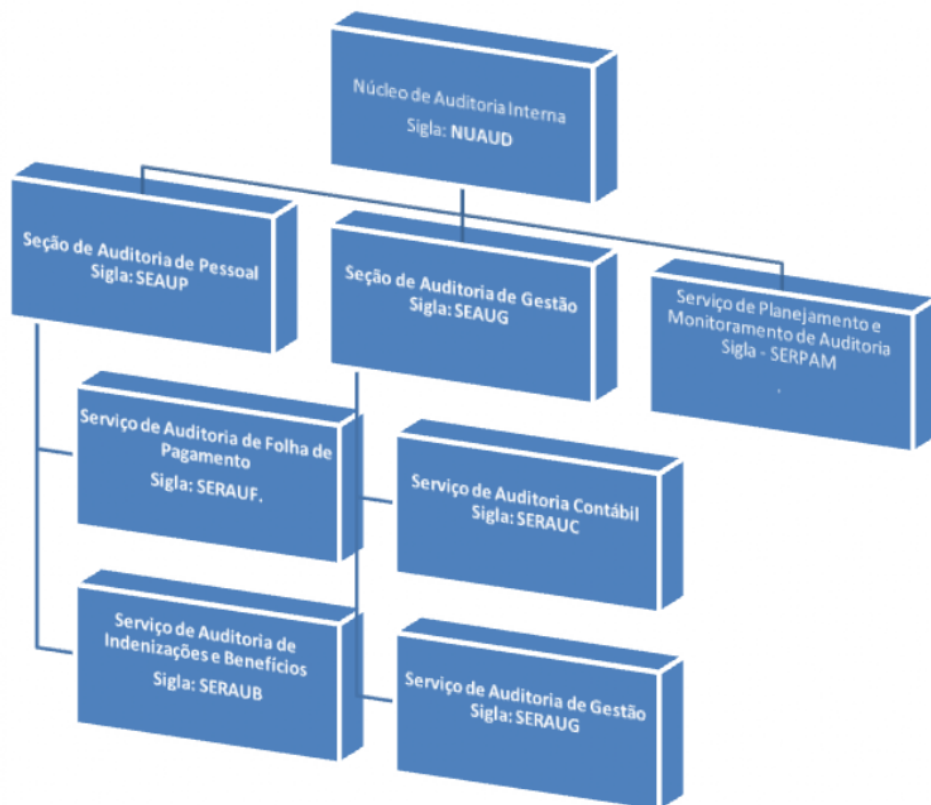 Núcleo de Auditoria Interna
Sigla: NUAUD
Seção de Auditoria de Pessoal
Sigla: SEAUP
Seção de Auditoria de Gestão
Sigla: SEAUG
Serviço de Planejamento e
Monitoramento de Auditoria
Sigla - SERPAM
.
Serviço de Auditoria de Folha de
Pagamento
Sigla: SERAUF.
Serviço de Auditoria de
Indenizações e Benefícios
Sigla: SERAUB
Serviço de Auditoria Contábil
Sigla: SERAUC
Serviço de Auditoria de Gestão
Sigla: SERAUG